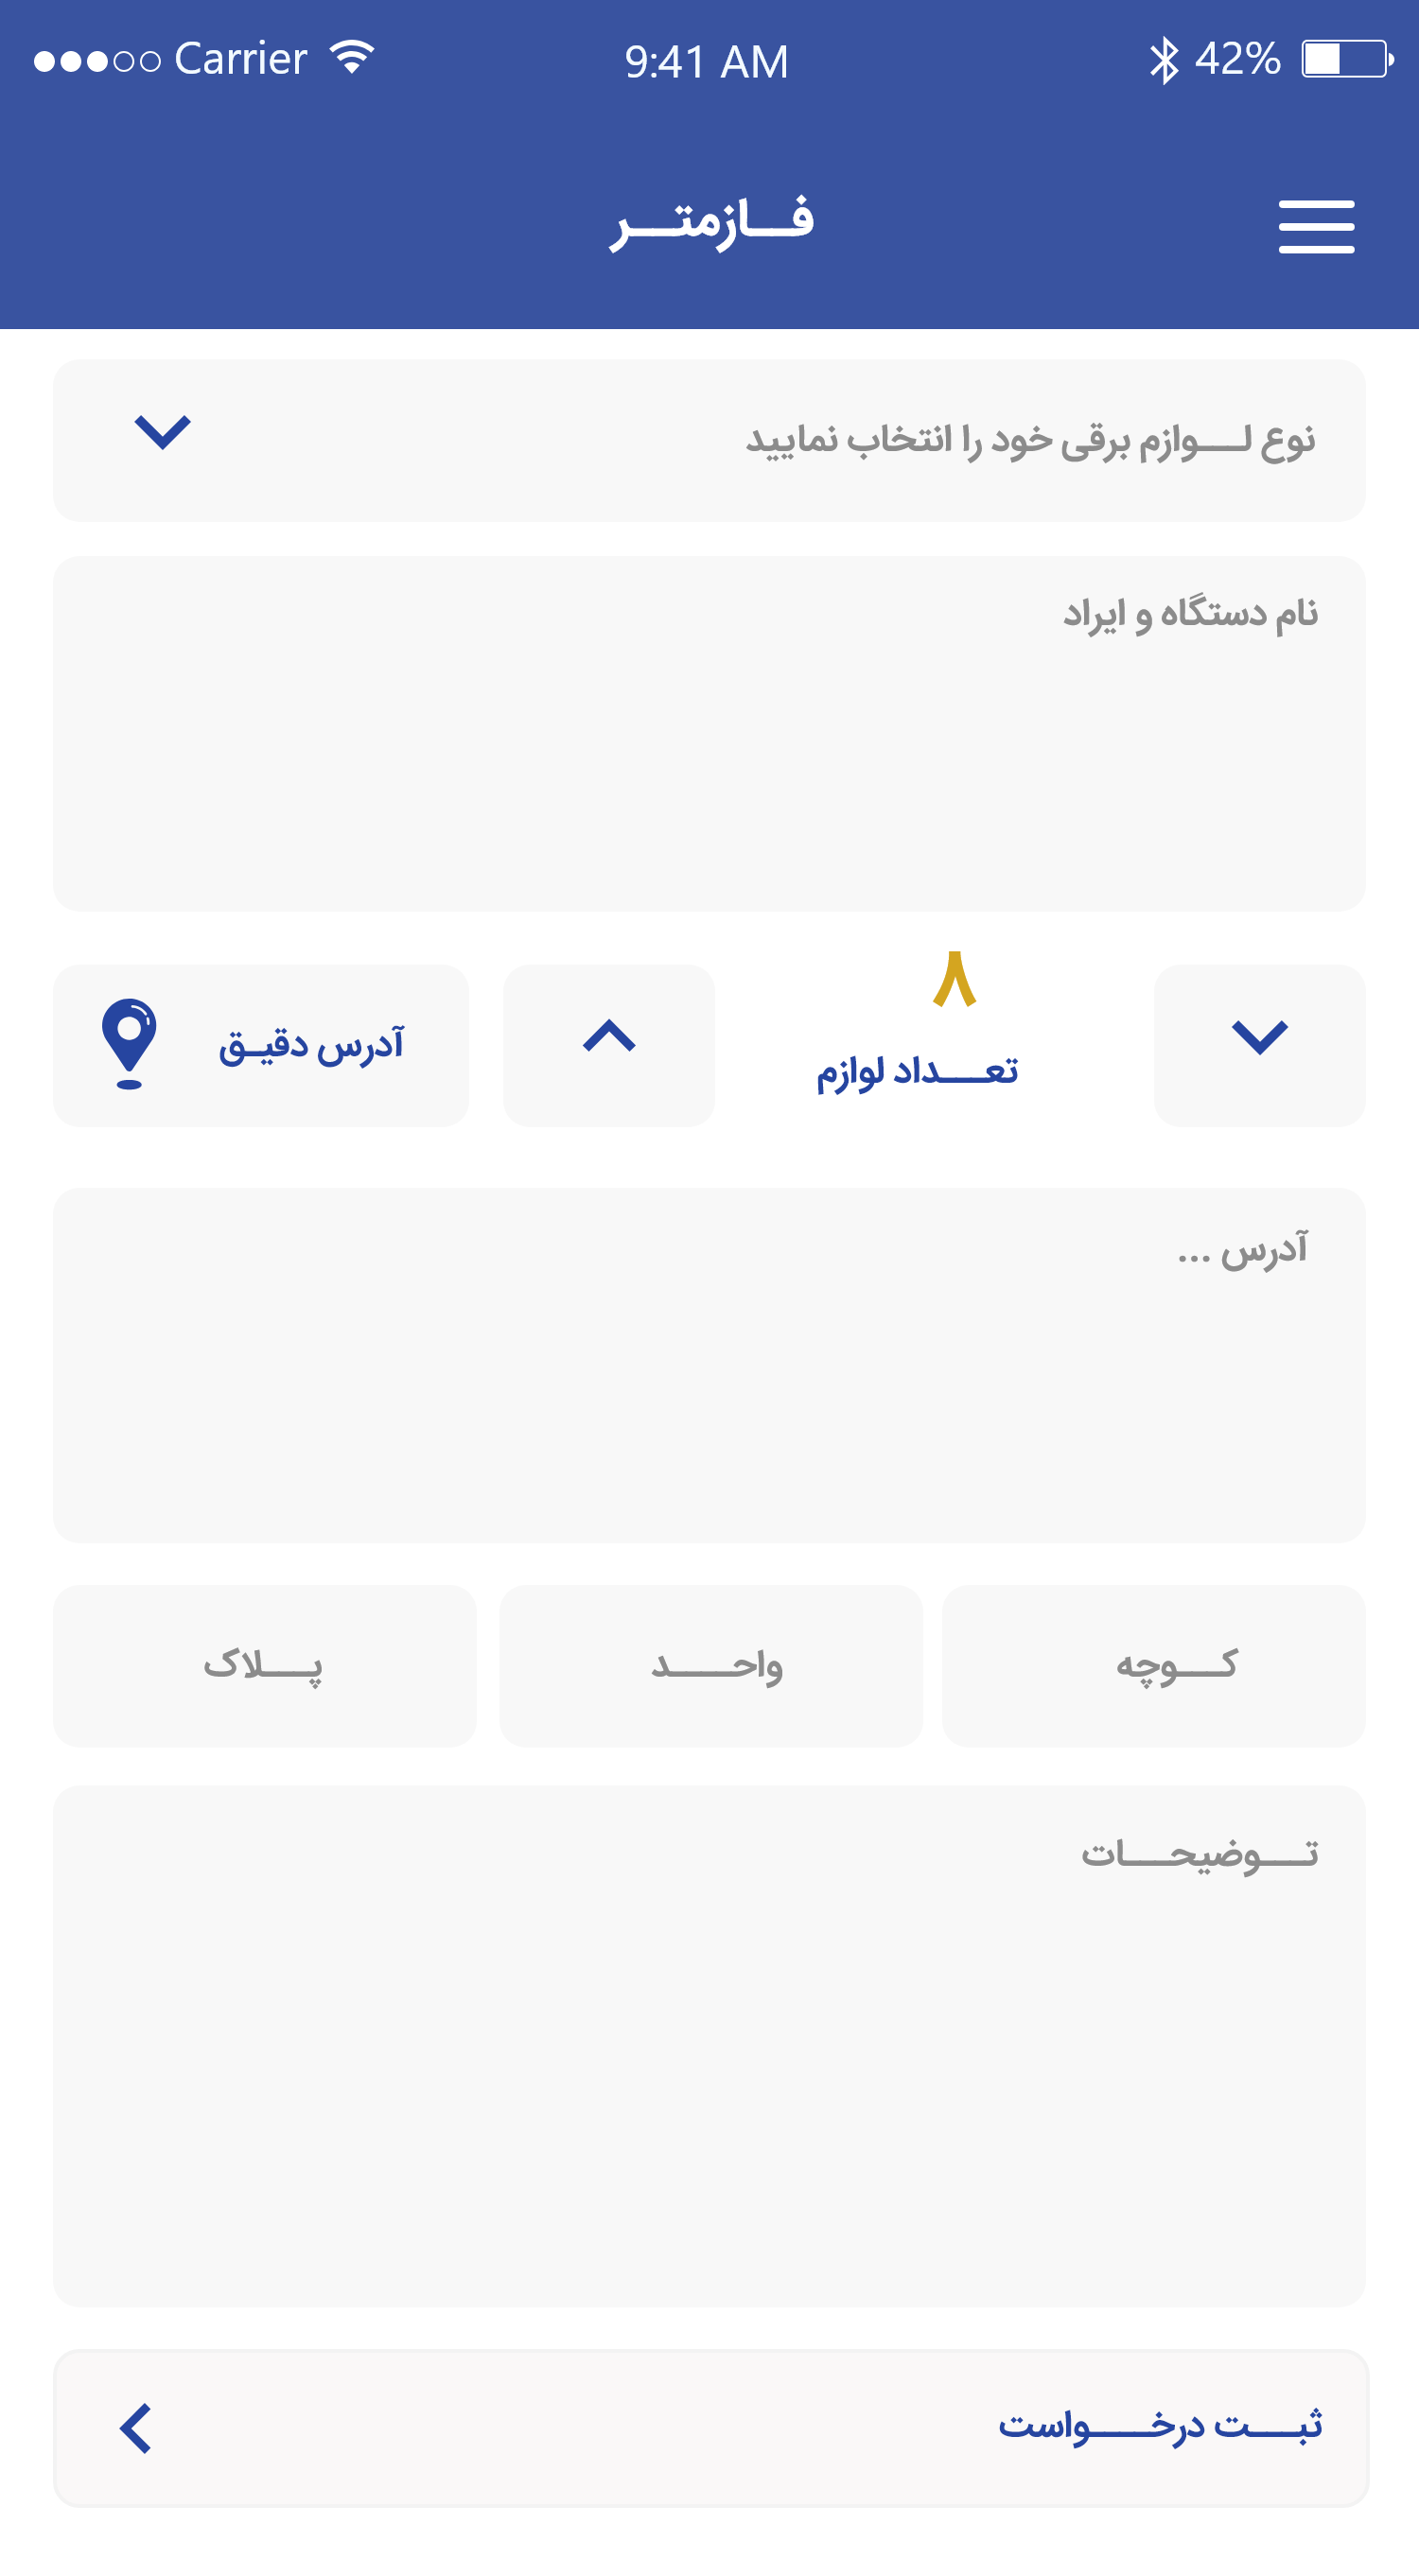 Carrier 9:41 AM 42%
فـــازمتـــر
نوع لـــوازم برقی خود را انتخاب نمایید
نام دستگاه و ایراد
۸
تعـــداد لوازم
آدرس دقیـق
آدرس ...
کـــوچه
واحـــد
پـــلاک
تـــوضیحـــات
ثبـــت درخـــواست